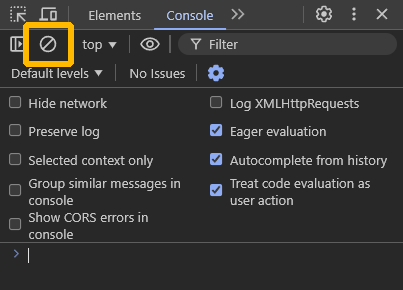 Elements Console
top Filter
Default levels No Issues
Hide network Log XMLHttpRequests
Preserve log Eager evaluation
Selected context only Autocomplete from history
Group similar messages in
console
Treat code evaluation as
user action
Show CORS errors in
console